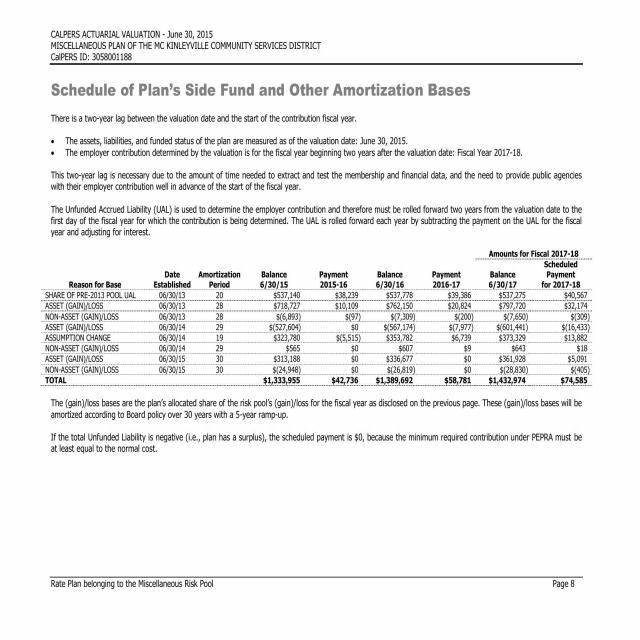 CALPERS ACTUARIAL VALUATION - June 30, 2015
MISCELLANEOUS PLAN OF THE MC KINLEYVILLE COMMUNITY SERVICES DISTRICT
CalPERS ID: 3058001188
Schedule of Plan's Side Fund and Other Amortization Bases
There is a two-year lag between the valuation date and the start of the contribution fiscal year.
• The assets, liabilities, and funded status of the plan are measured as of the valuation date: June 30, 2015.
• The employer contribution determined by the valuation is for the fiscal year beginning two years after the valuation date: Fiscal Year 2017-18.
This two-year lag is necessary due to the amount of time needed to extract and test the membership and financial data, and the need to provide public agencies
with their employer contribution well in advance of the start of the fiscal year.
The Unfunded Accrued Liability (UAL) is used to determine the employer contribution and therefore must be rolled forward two years from the valuation date to the
first day of the fiscal year for which the contribution is being determined. The UAL is rolled forward each year by subtracting the payment on the UAL for the fiscal
year and adjusting for interest.
Amounts for Fiscal 2017-18
Scheduled
Date Amortization Balance Payment Balance Payment Balance Payment
Reason for Base Established Period 6/30/15 2015-16 6/30/16 2016-17 6/30/17 for 2017-18
SHARE OF PRE-2013 POOL UAL 06/30/13 20 $537,140 $38,239 $537,778 $39,386 $537,275 $40,567
ASSET (GAIN)/LOSS 06/30/13 28 $718,727 $10,109 $762,150 $20,824 $797,720 $32,174
NON-ASSET (GAIN)/LOSS 06/30/13 28 $(6,893) $(97) $(7,309) $(200) $(7,650) $(309)
ASSET (GAIN)/LOSS 06/30/14 29 $(527,604) $0 $(567,174) $(7,977) $(601,441) $(16,433)
ASSUMPTION CHANGE 06/30/14 19 $323,780 $(5,515) $353,782 $6,739 $373,329 $13,882
NON-ASSET (GAIN)/LOSS 06/30/14 29 $565 $0 $607 $9 $643 $18
ASSET (GAIN)/LOSS 06/30/15 30 $313,188 $0 $336,677 $0 $361,928 $5,091
NON-ASSET (GAIN)/LOSS 06/30/15 30 $(24,948) $0 $(26,819) $0 $(28,830) $(405)
TOTAL $1,333,955 $42,736 $1,389,692 $58,781 $1,432,974 $74,585
The (gain)/loss bases are the plan's allocated share of the risk pool's (gain)/loss for the fiscal year as disclosed on the previous page. These (gain)/loss bases will be
amortized according to Board policy over 30 years with a 5-year ramp-up.
If the total Unfunded Liability is negative (i.e., plan has a surplus), the scheduled payment is $0, because the minimum required contribution under PEPRA must be
at least equal to the normal cost.
Rate Plan belonging to the Miscellaneous Risk Pool Page 8